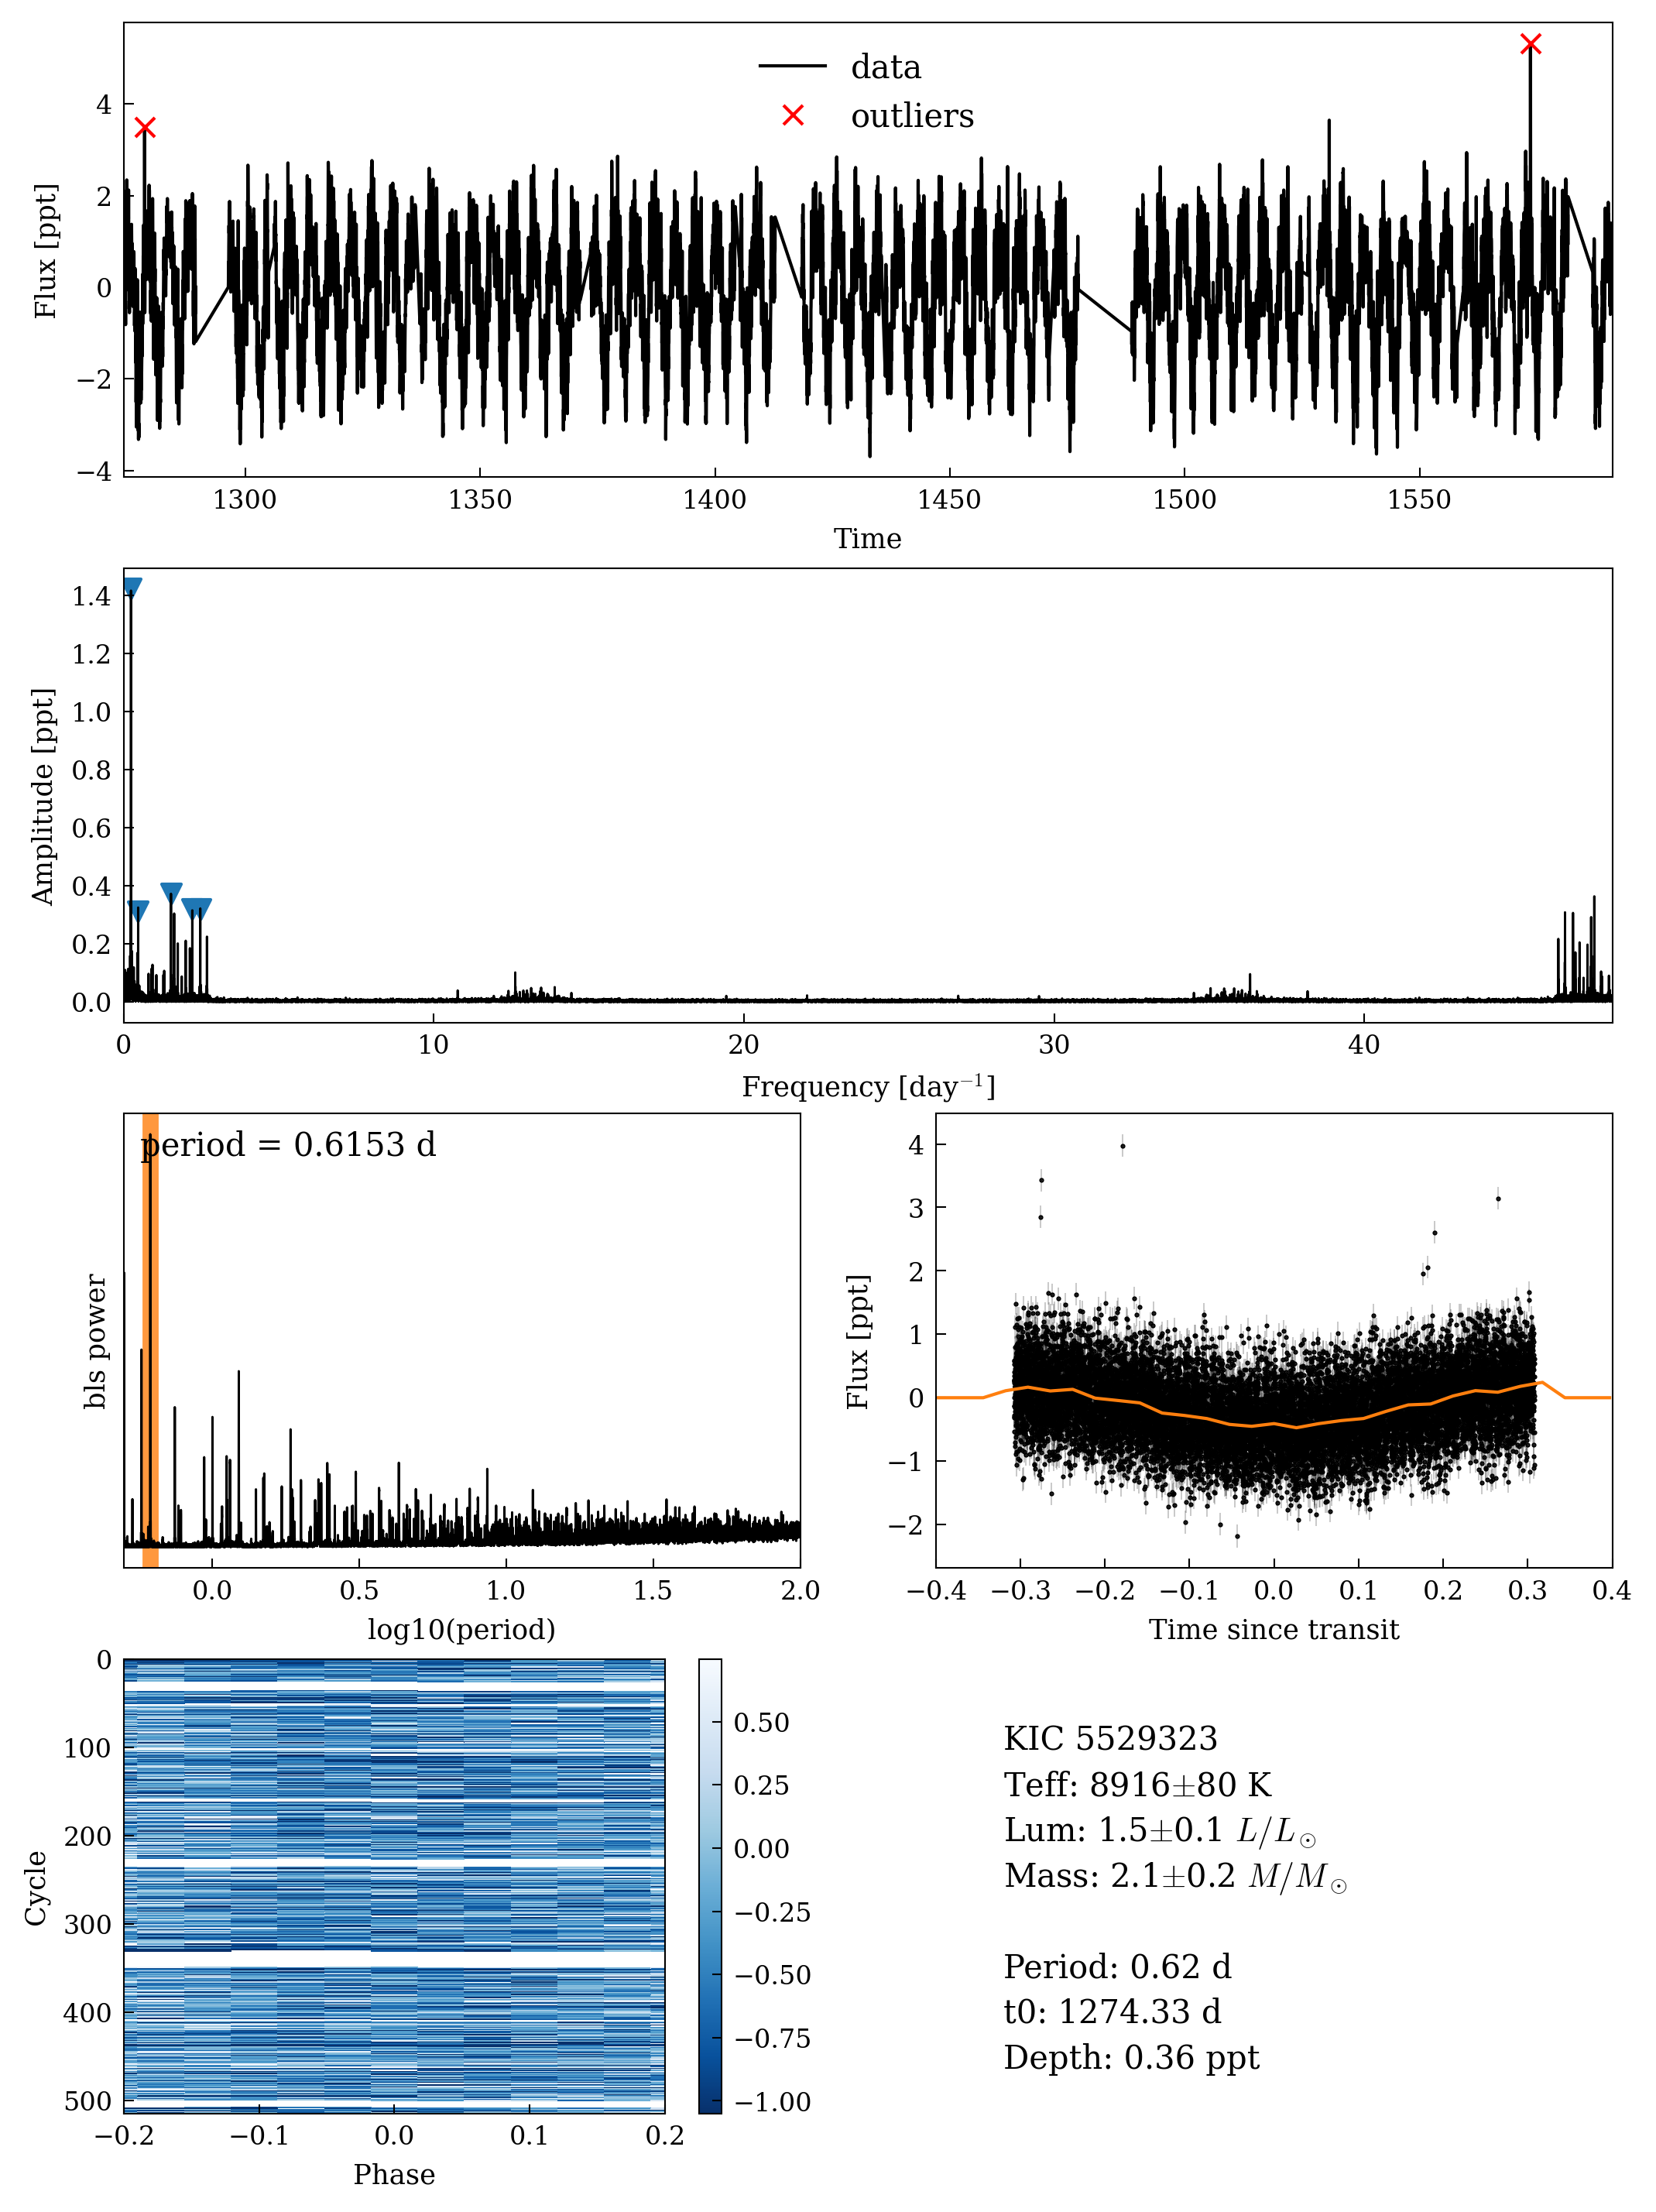 data
outliers
4
2
0
−2
−4
Flux [ppt]
1300 1350 1400 1450 1500 1550
Time
1.4
1.2
1.0
0.8
0.6
0.4
0.2
0.0
Amplitude [ppt]
0 10 20 30 40
Frequency [day⁻¹]
period = 0.6153 d
bls power
0.0 0.5 1.0 1.5 2.0
log10(period)
4
3
2
1
0
−1
−2
Flux [ppt]
−0.4 −0.3 −0.2 −0.1 0.0 0.1 0.2 0.3 0.4
Time since transit
0
100
200
300
400
500
Cycle
−0.2 −0.1 0.0 0.1 0.2
Phase
0.50
0.25
0.00
−0.25
−0.50
−0.75
−1.00
KIC 5529323
Teff: 8916±80 K
Lum: 1.5±0.1 L/L⊙
Mass: 2.1±0.2 M/M⊙
Period: 0.62 d
t0: 1274.33 d
Depth: 0.36 ppt